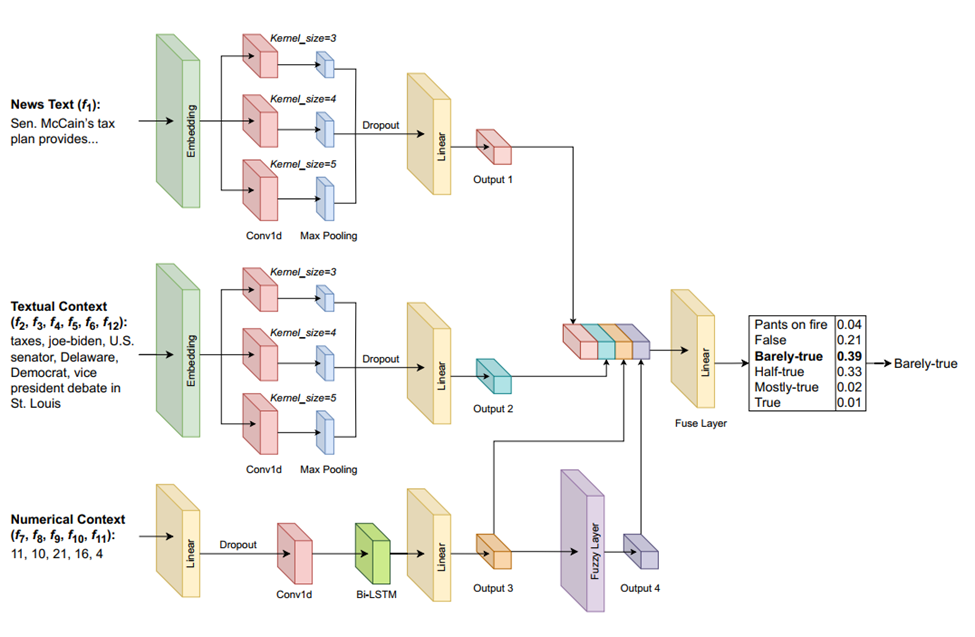 News Text (f1):
Sen. McCain's tax
plan provides...
Embedding
Kernel_size=3
Kernel_size=4
Kernel_size=5
Conv1d
Max Pooling
Dropout
Linear
Output 1
Textual Context
(f2, f3, f4, f5, f6, f12):
taxes, joe-biden, U.S.
senator, Delaware,
Democrat, vice
president debate in
St. Louis
Embedding
Kernel_size=3
Kernel_size=4
Kernel_size=5
Conv1d
Max Pooling
Dropout
Linear
Output 2
Numerical Context
(f7, f8, f9, f10, f11):
11, 10, 21, 16, 4
Linear
Dropout
Conv1d
Bi-LSTM
Linear
Output 3
Fuzzy Layer
Output 4
Linear
Fuse Layer
Pants on fire 0.04
False 0.21
Barely-true 0.39
Half-true 0.33
Mostly-true 0.02
True 0.01
Barely-true